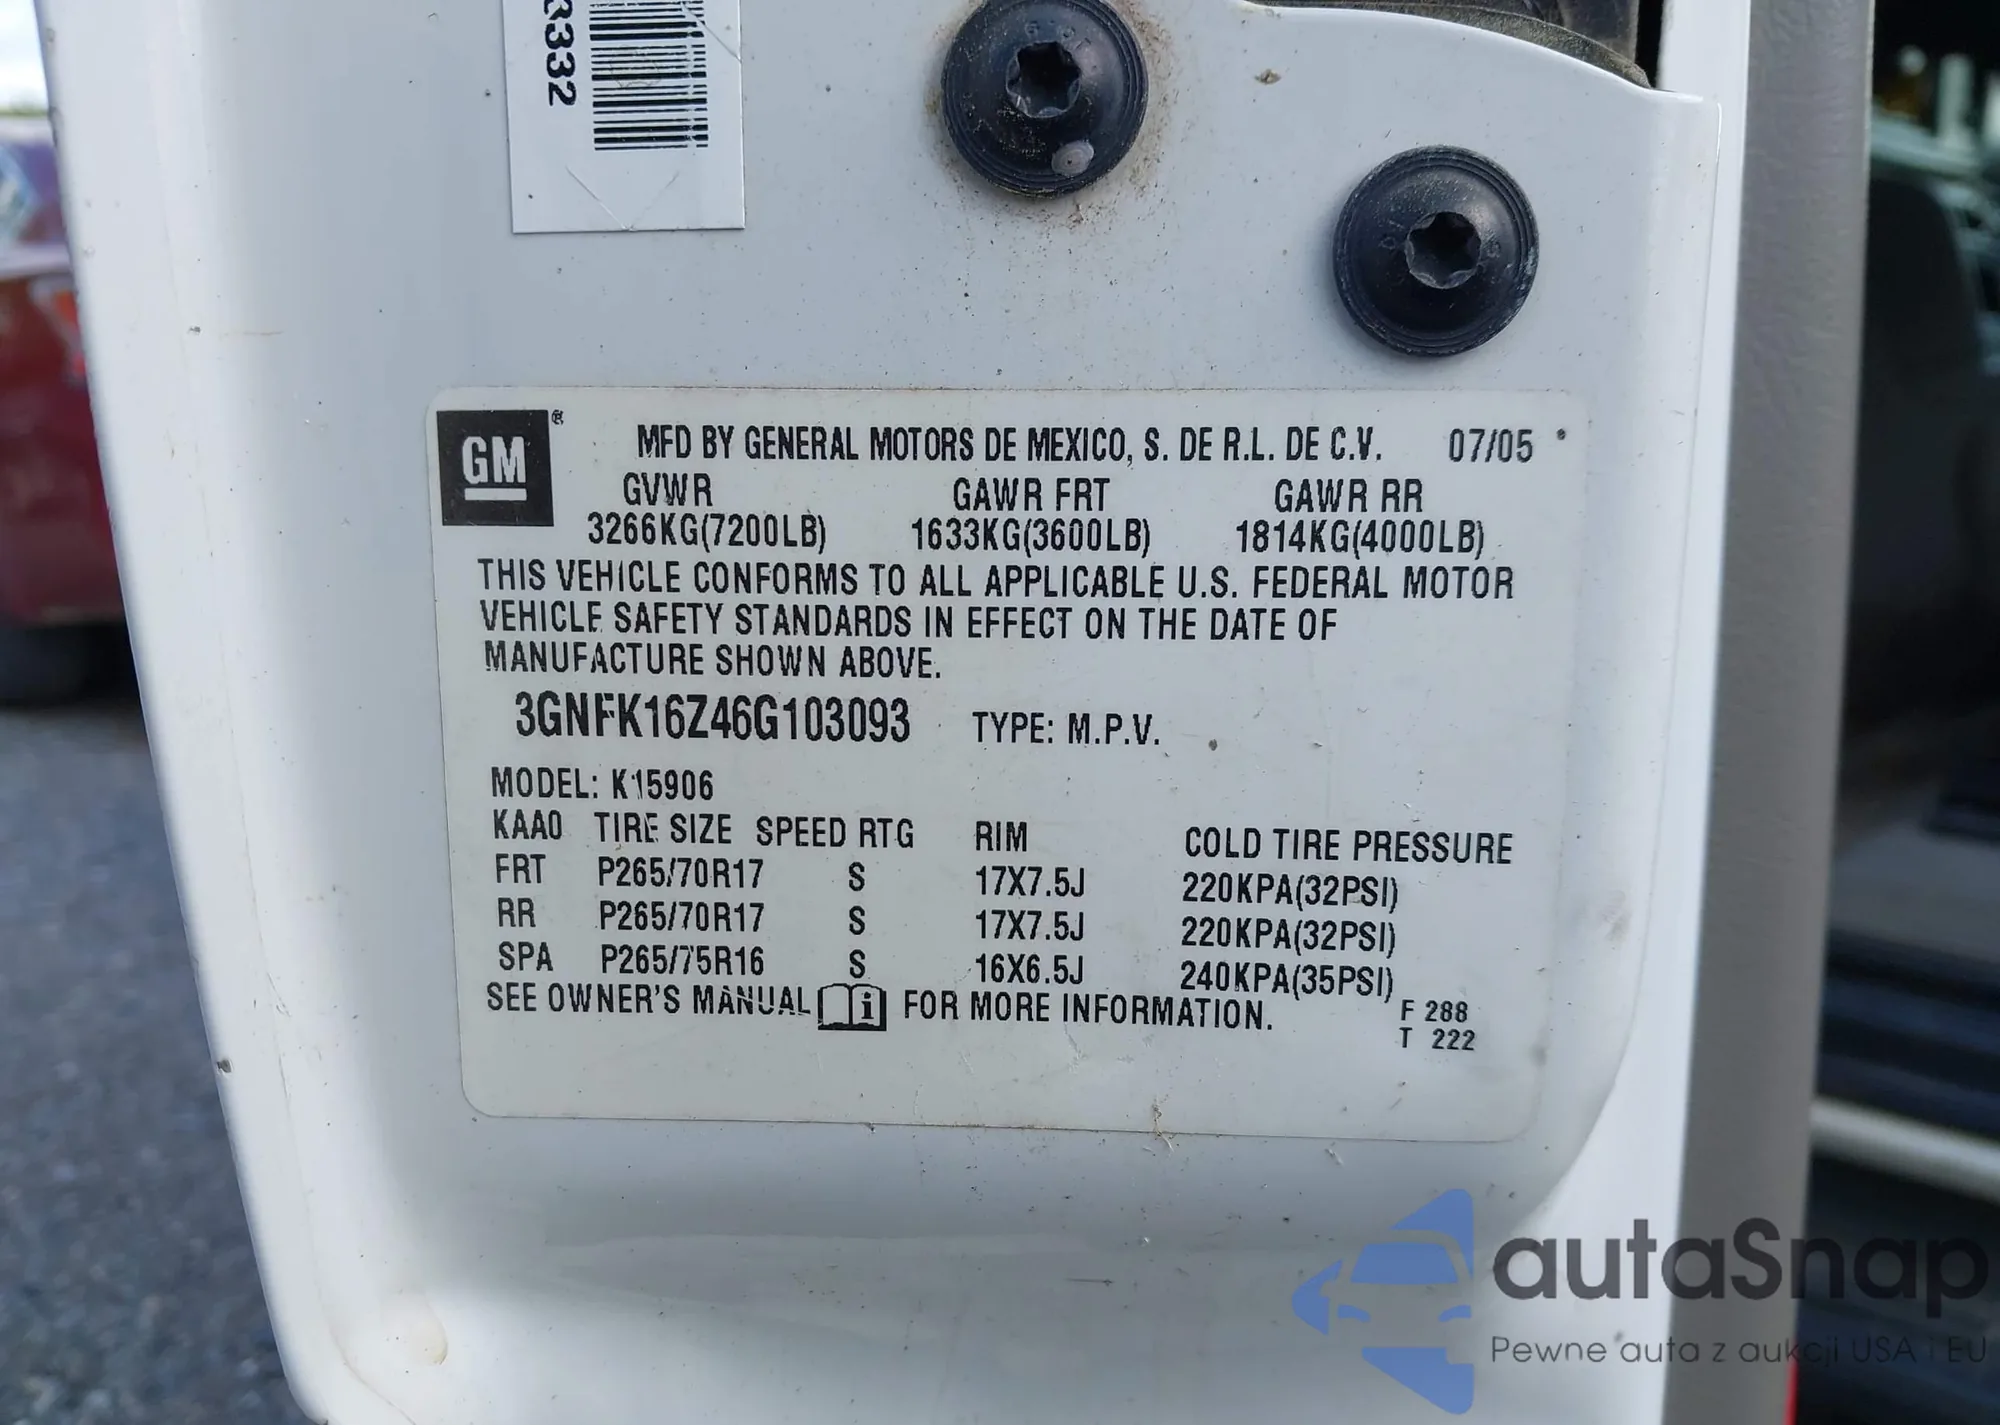 3332
GM ®
MFD BY GENERAL MOTORS DE MEXICO, S. DE R.L. DE C.V. 07/05
GVWR GAWR FRT GAWR RR
3266KG(7200LB) 1633KG(3600LB) 1814KG(4000LB)
THIS VEHICLE CONFORMS TO ALL APPLICABLE U.S. FEDERAL MOTOR
VEHICLE SAFETY STANDARDS IN EFFECT ON THE DATE OF
MANUFACTURE SHOWN ABOVE.
3GNFK16Z46G103093 TYPE: M.P.V.
MODEL: K15906
KAA0 TIRE SIZE SPEED RTG RIM COLD TIRE PRESSURE
FRT P265/70R17 S 17X7.5J 220KPA(32PSI)
RR P265/70R17 S 17X7.5J 220KPA(32PSI)
SPA P265/75R16 S 16X6.5J 240KPA(35PSI)
SEE OWNER'S MANUAL i FOR MORE INFORMATION.
F 288
T 222
autaSnap
Pewne auta z aukcji USA i EU